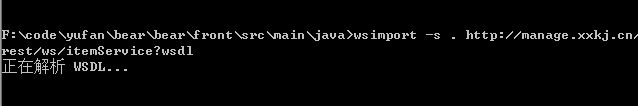 F:\code\yufan\bear\bear\front\src\main\java>wsimport -s . http://manage.xxkj.cn/
rest/ws/itemService?wsdl
正在解析 WSDL...